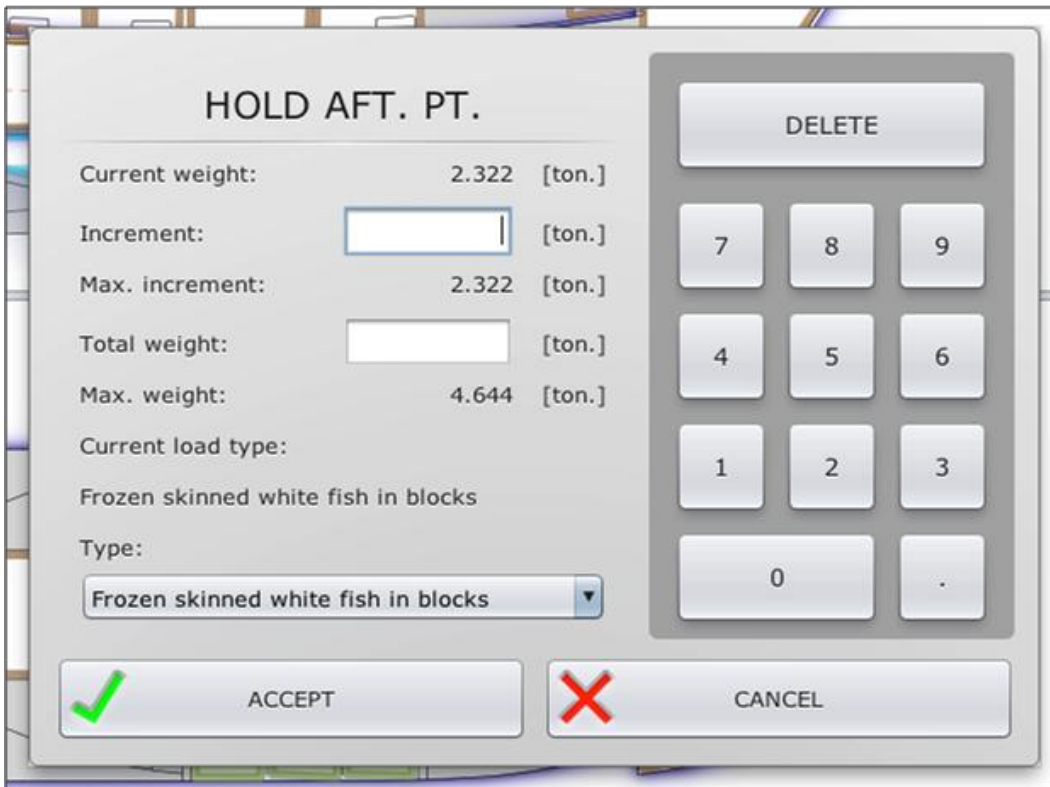 HOLD AFT. PT.
Current weight: 2.322 [ton.]
Increment: [ton.]
Max. increment: 2.322 [ton.]
Total weight: [ton.]
Max. weight: 4.644 [ton.]
Current load type:
Frozen skinned white fish in blocks
Type:
Frozen skinned white fish in blocks
ACCEPT
CANCEL
DELETE
7 8 9
4 5 6
1 2 3
0 .